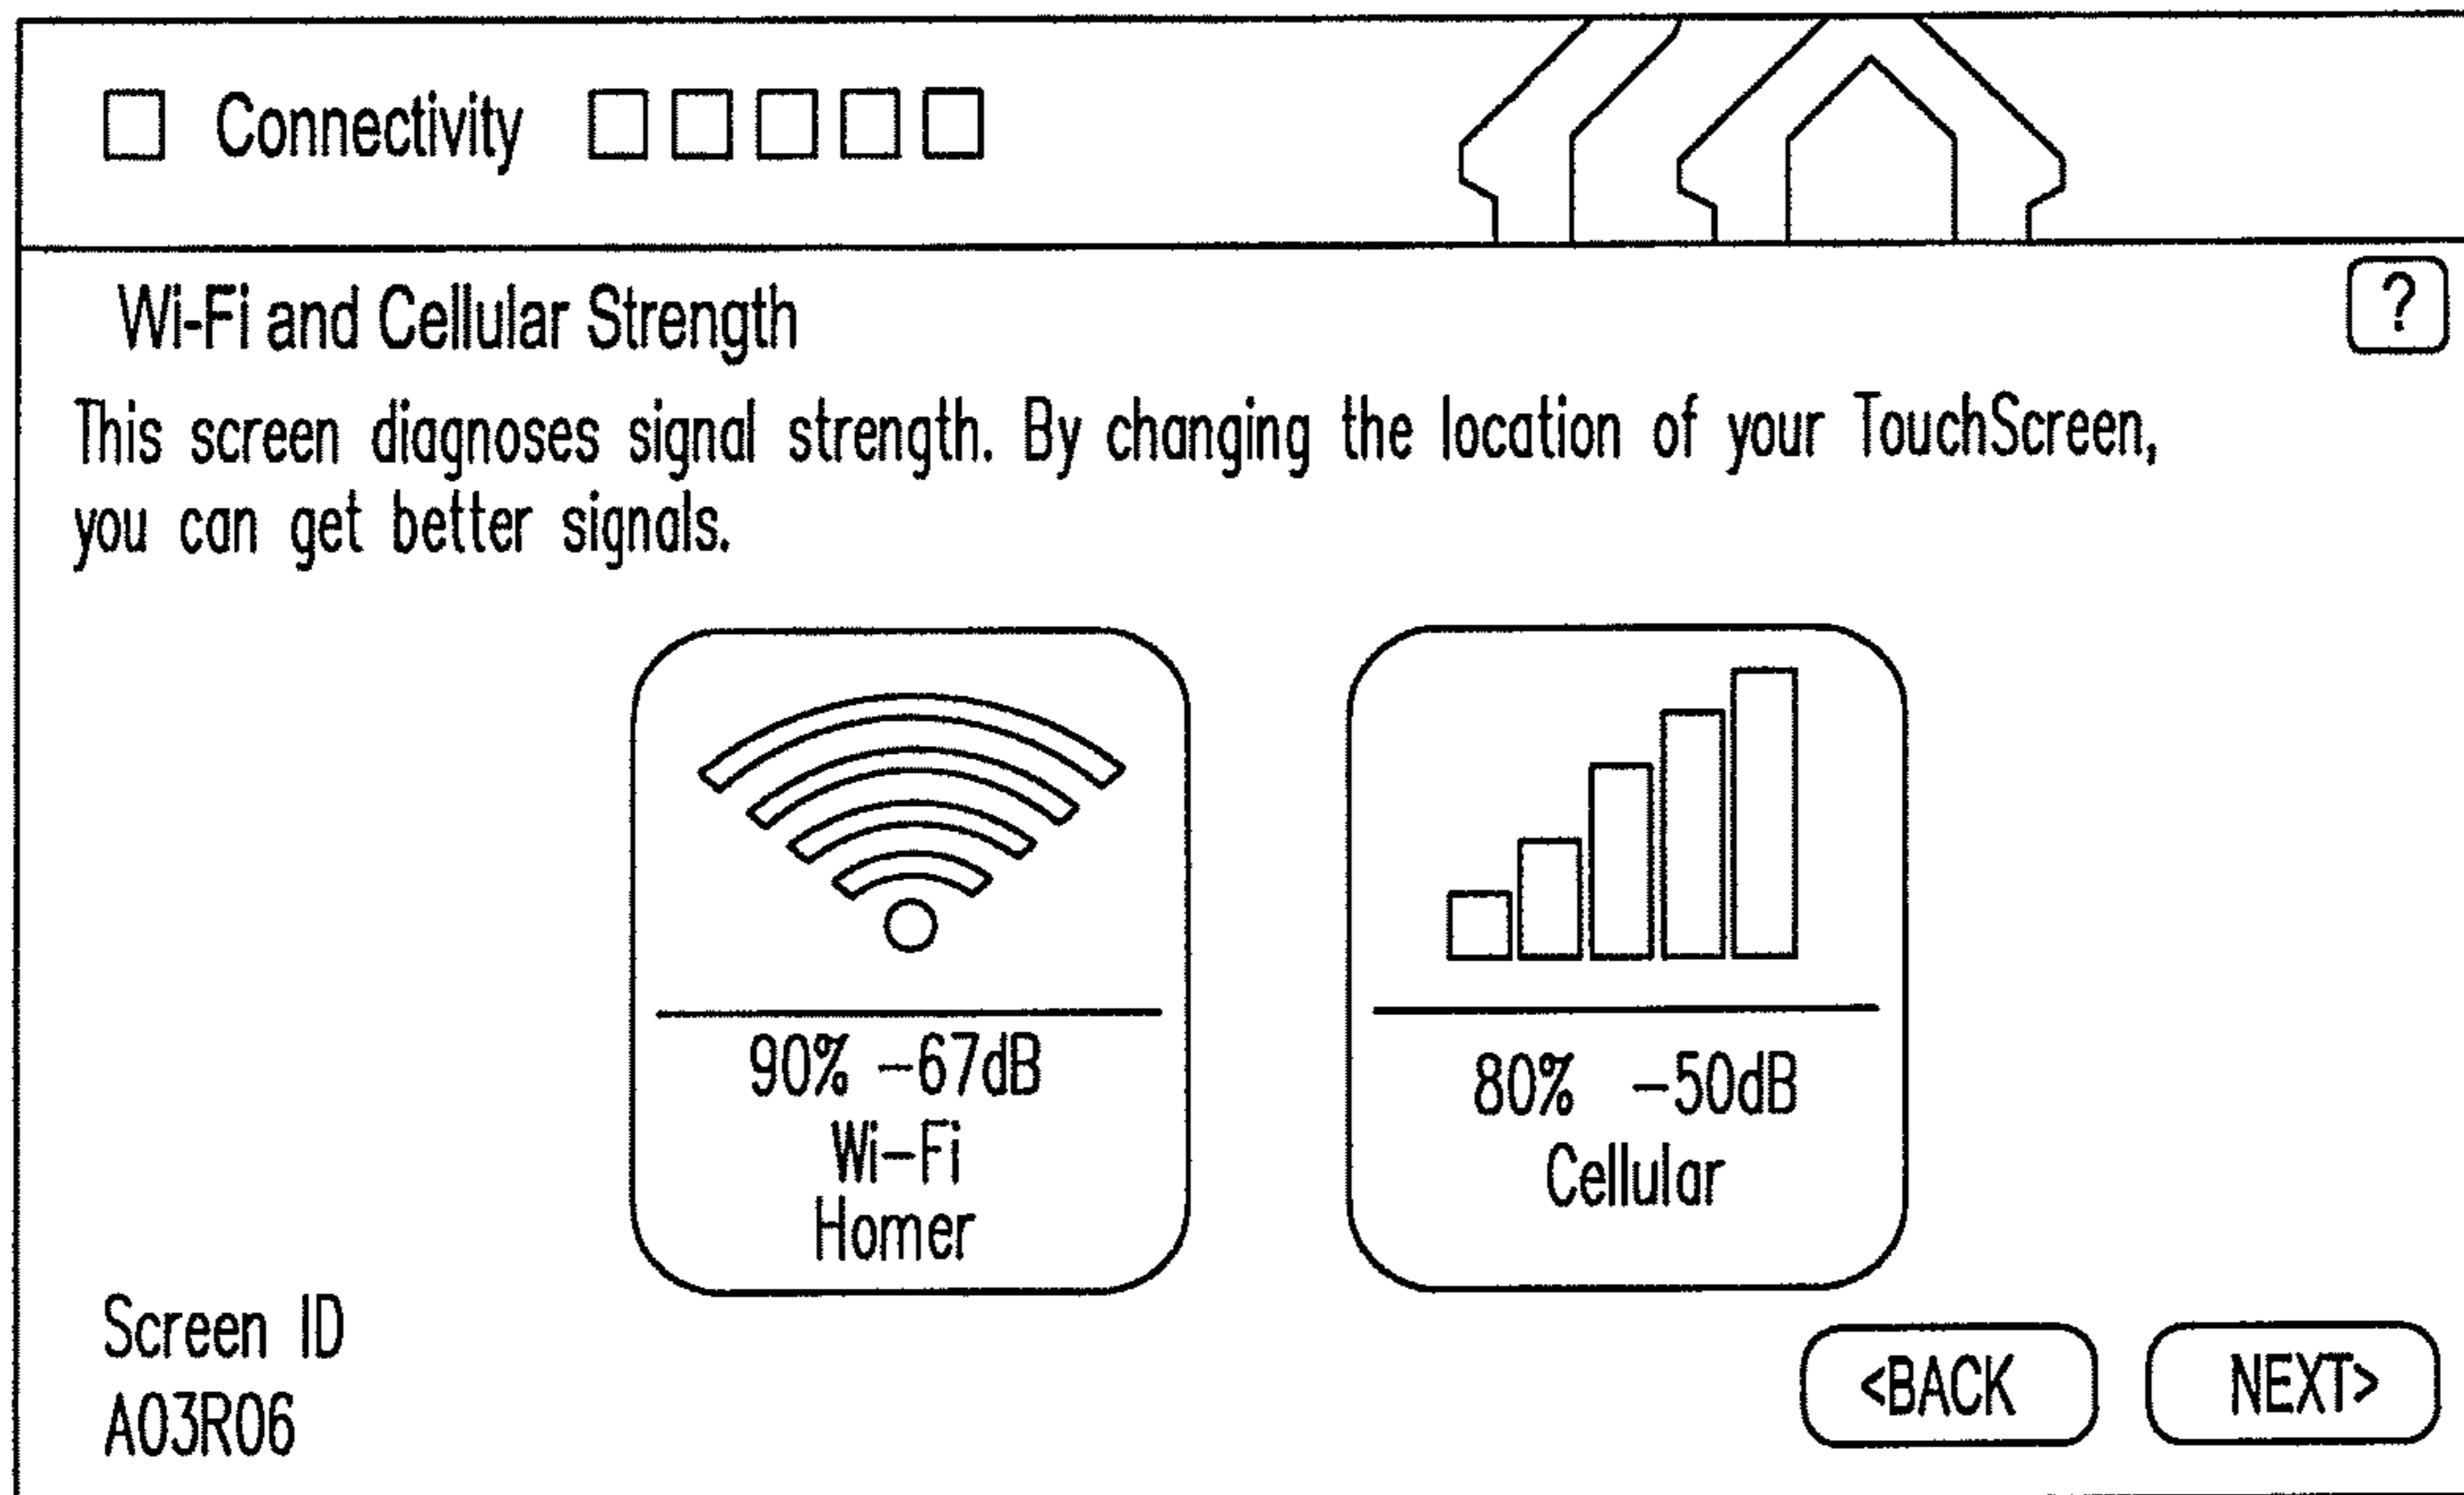 Connectivity
Wi-Fi and Cellular Strength
?
This screen diagnoses signal strength. By changing the location of your TouchScreen,
you can get better signals.
90% -67dB
Wi-Fi
Homer
80% -50dB
Cellular
Screen ID
A03R06
<BACK
NEXT>